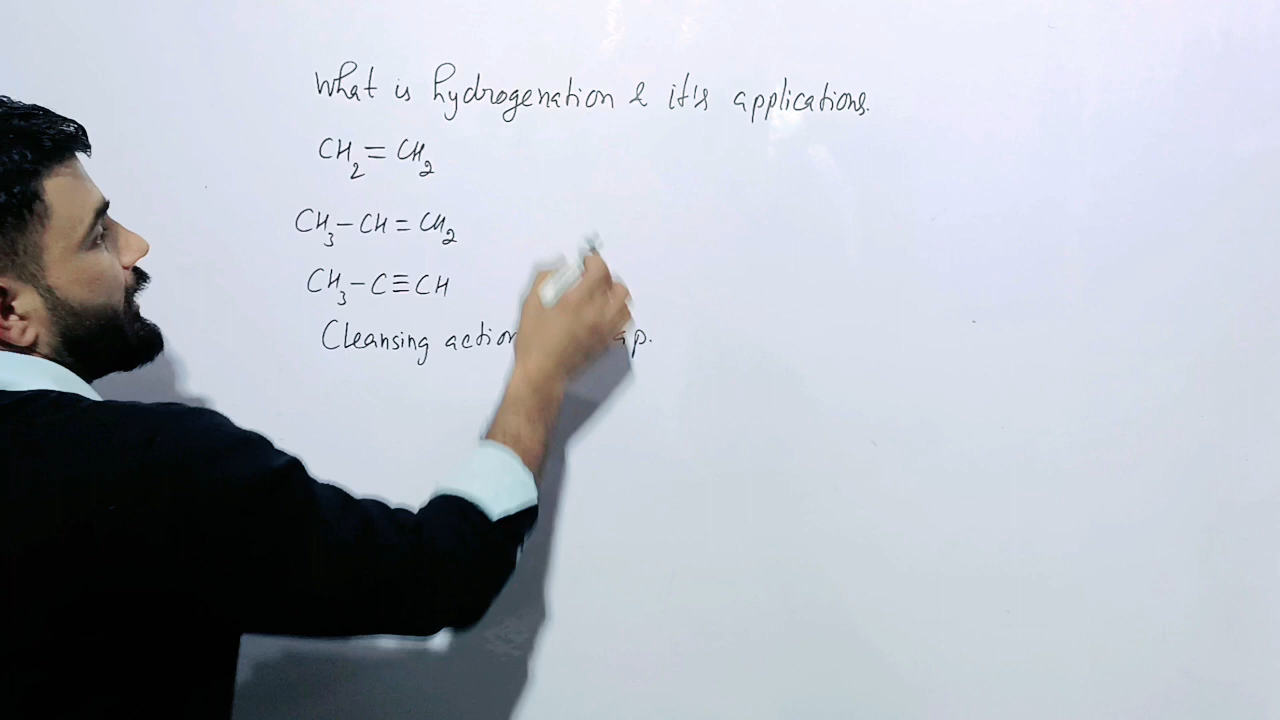 What is hydrogenation & it's applications.
CH₂=CH₂
CH₃-CH=CH₂
CH₃-C≡CH
Cleansing action